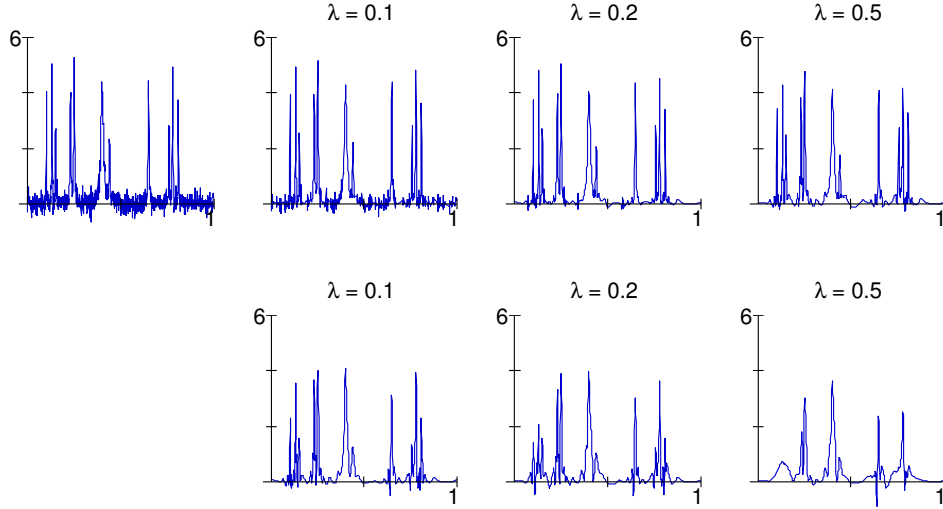 λ = 0.1 λ = 0.2 λ = 0.5
6 6 6 6
1 1 1 1
λ = 0.1 λ = 0.2 λ = 0.5
6 6 6
1 1 1